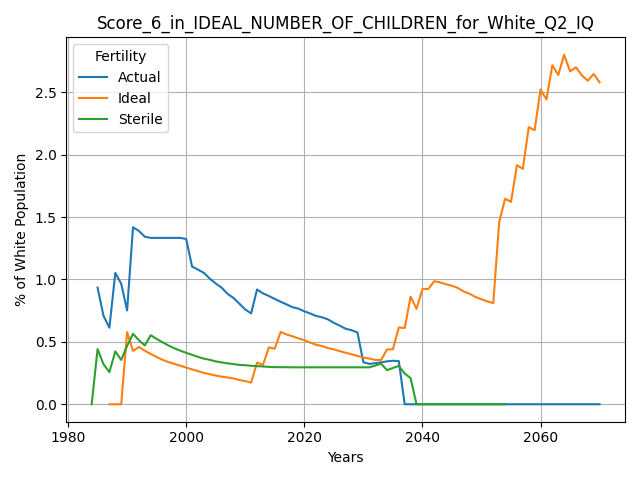 Score_6_in_IDEAL_NUMBER_OF_CHILDREN_for_White_Q2_IQ
Fertility
Actual
Ideal
Sterile
% of White Population
2.5
2.0
1.5
1.0
0.5
0.0
1980 2000 2020 2040 2060
Years